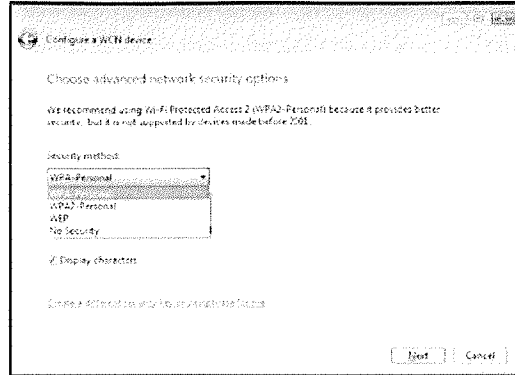 Configure a WCN device
Choose advanced network security options
We recommend using Wi-Fi Protected Access 2 (WPA2-Personal) because it provides better
security, but it is not supported by devices made before 2001.
Security method:
WPA-Personal
WPA2-Personal
WEP
No Security
Display characters
Next
Cancel